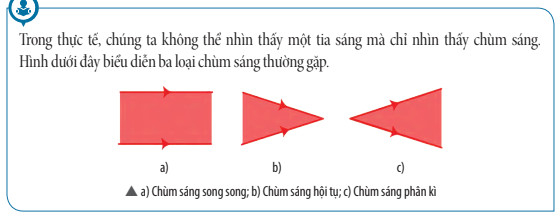 Trong thực tế, chúng ta không thể nhìn thấy một tia sáng mà chỉ nhìn thấy chùm sáng.
Hình dưới đây biểu diễn ba loại chùm sáng thường gặp.
a) b) c)
▲ a) Chùm sáng song song; b) Chùm sáng hội tụ; c) Chùm sáng phân kì